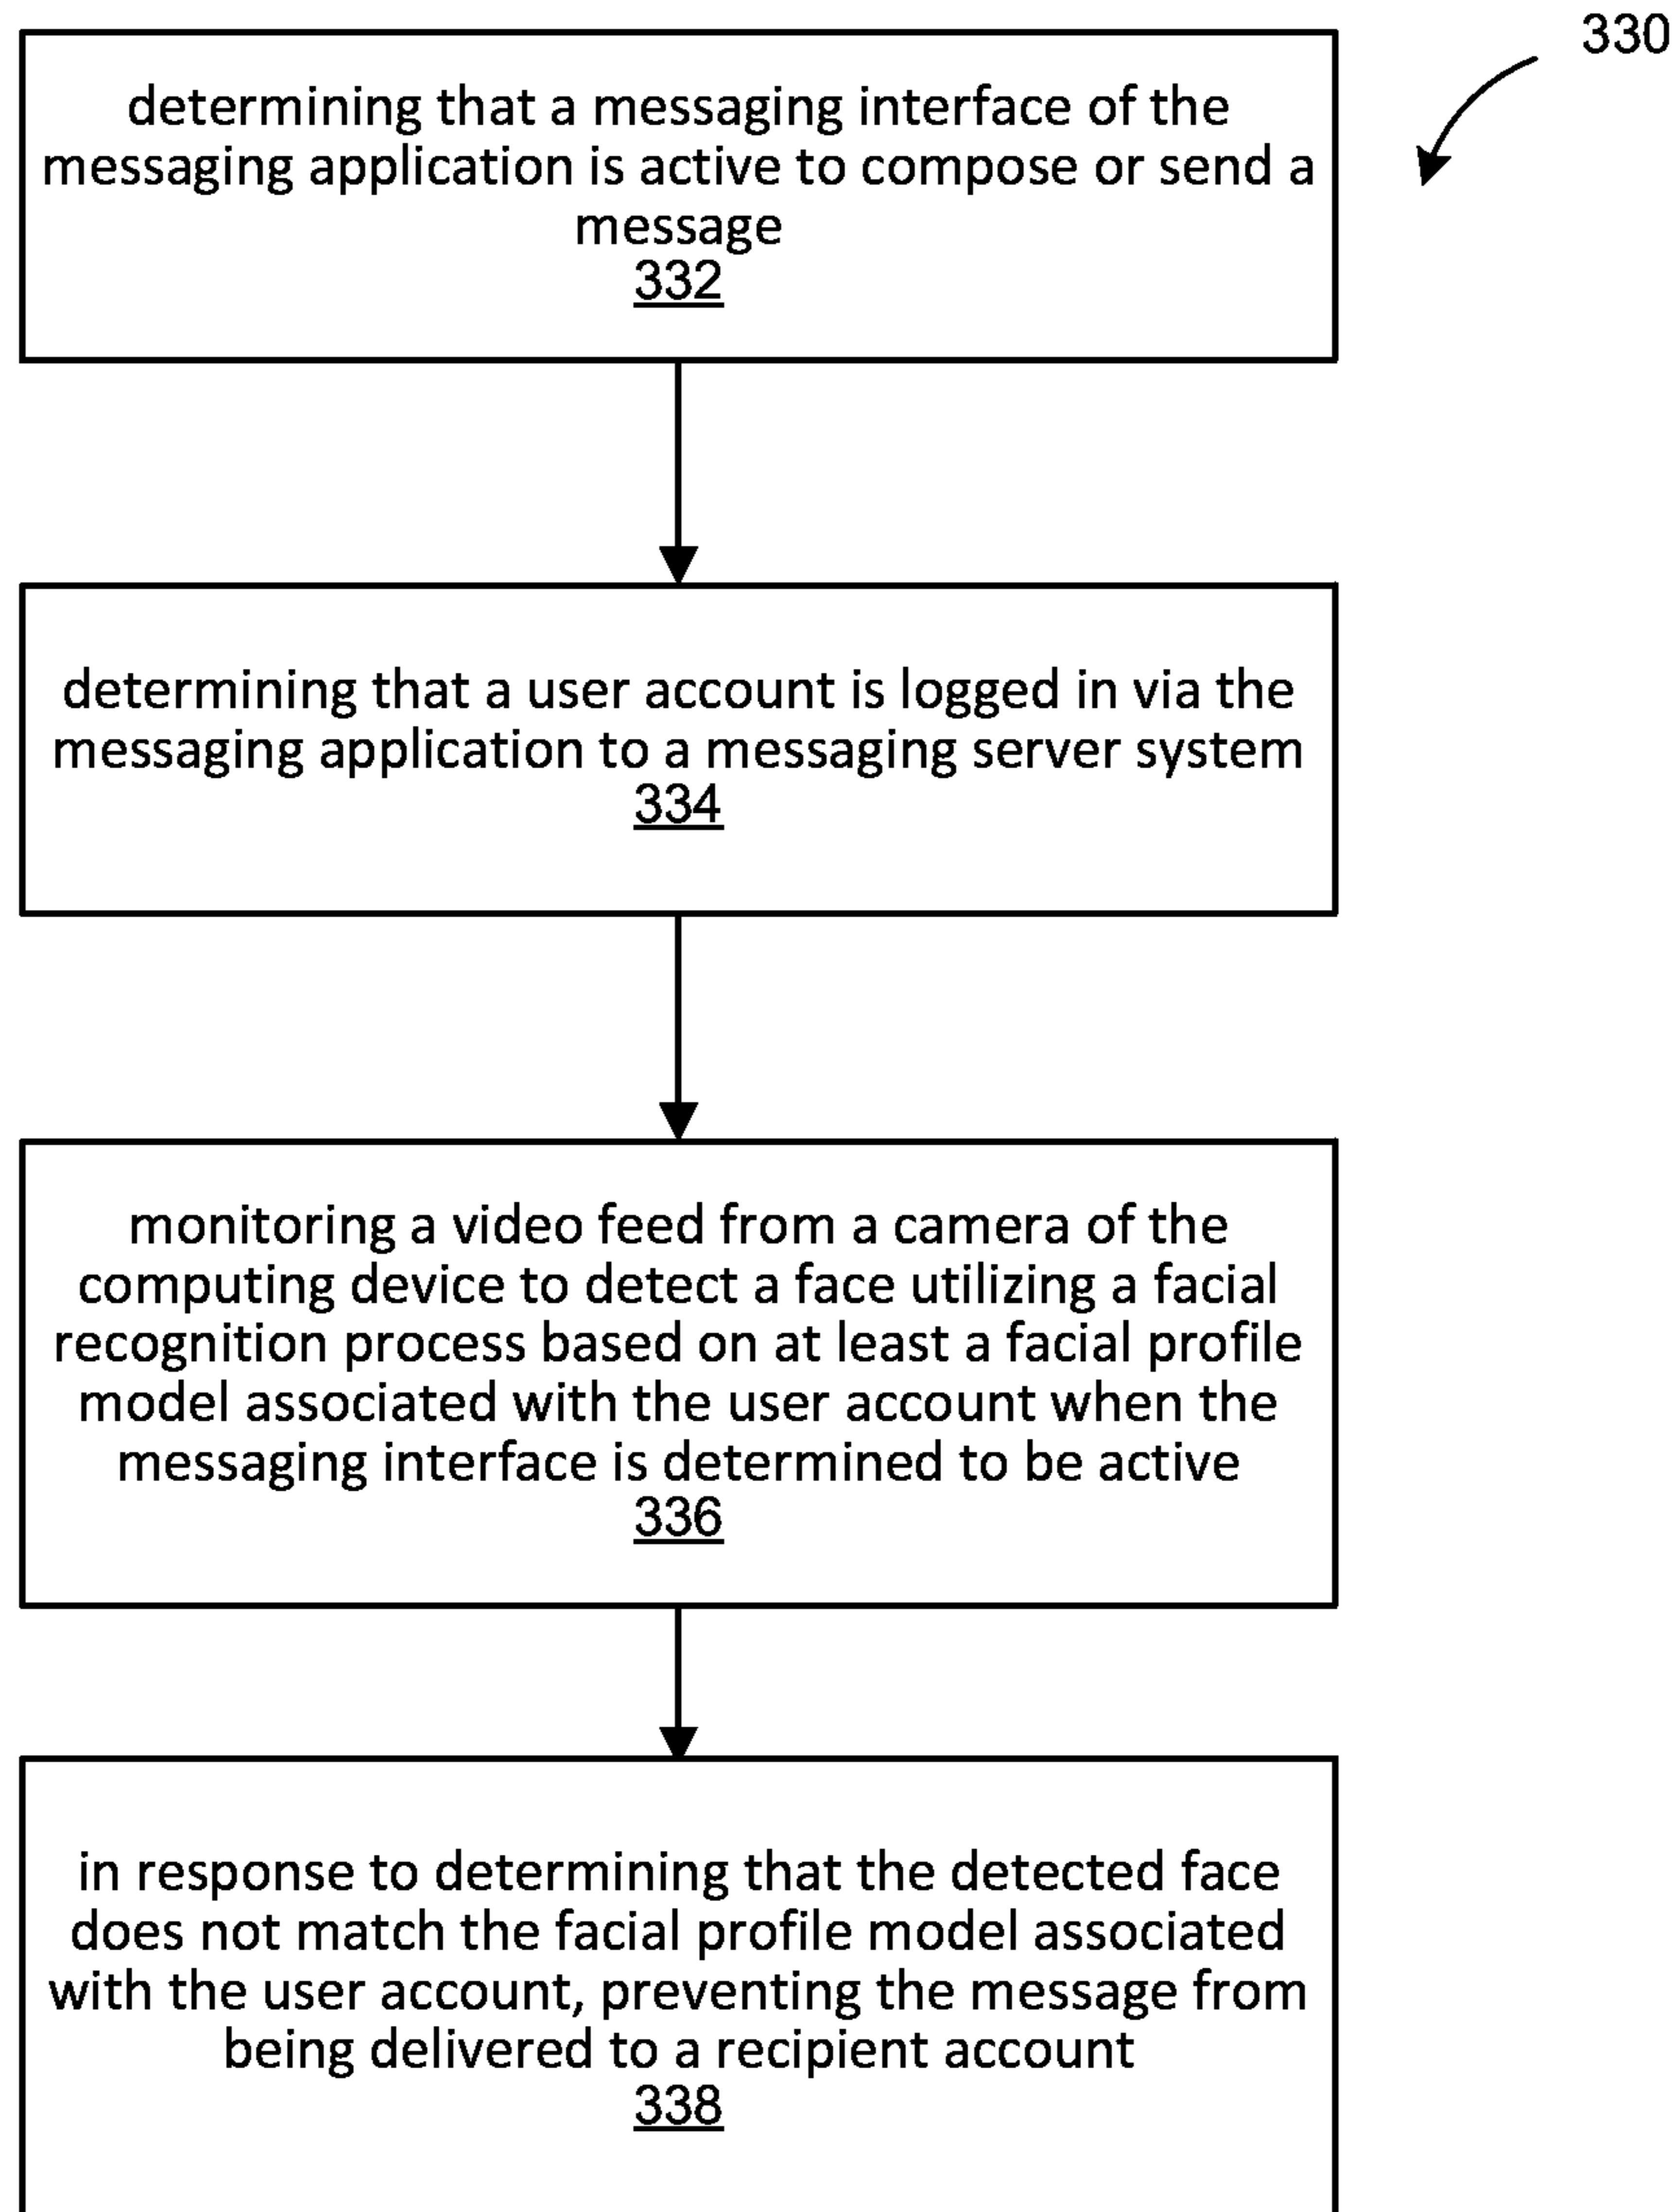 330
determining that a messaging interface of the
messaging application is active to compose or send a
message
332
determining that a user account is logged in via the
messaging application to a messaging server system
334
monitoring a video feed from a camera of the
computing device to detect a face utilizing a facial
recognition process based on at least a facial profile
model associated with the user account when the
messaging interface is determined to be active
336
in response to determining that the detected face
does not match the facial profile model associated
with the user account, preventing the message from
being delivered to a recipient account
338